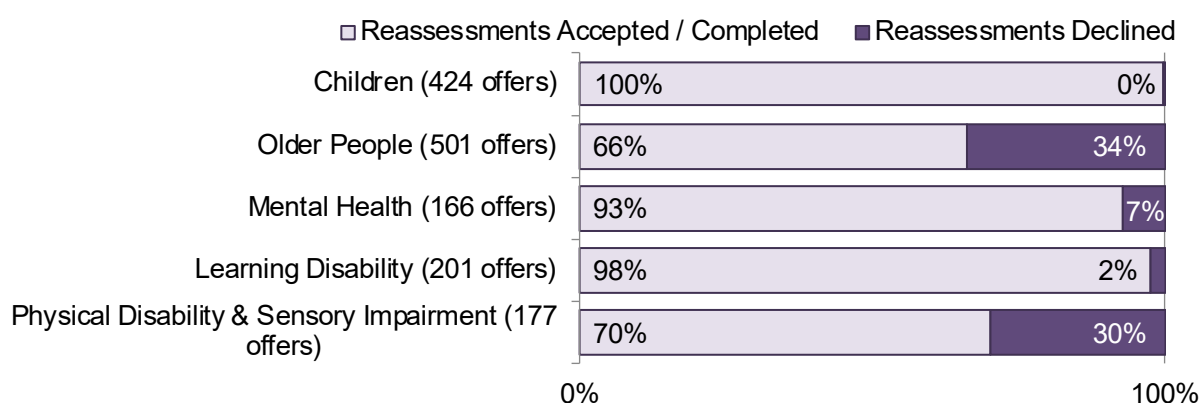 Reassessments Accepted / Completed Reassessments Declined
Children (424 offers) 100% 0%
Older People (501 offers) 66% 34%
Mental Health (166 offers) 93% 7%
Learning Disability (201 offers) 98% 2%
Physical Disability & Sensory Impairment (177
offers) 70% 30%
0% 100%